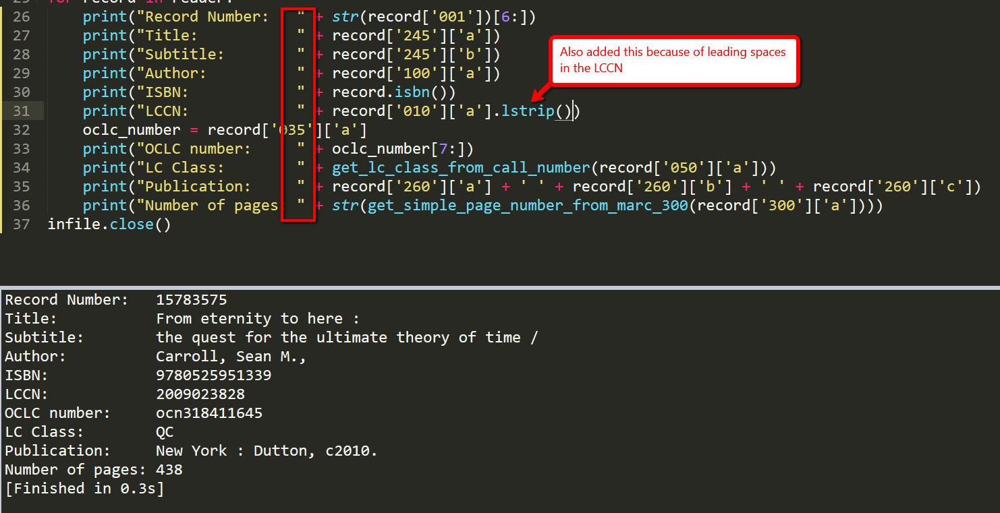 25 for record in reader:
26     print("Record Number:   " + str(record['001'])[6:])
27     print("Title:           " + record['245']['a'])
28     print("Subtitle:        " + record['245']['b'])
29     print("Author:          " + record['100']['a'])
30     print("ISBN:            " + record.isbn())
31     print("LCCN:            " + record['010']['a'].lstrip())
32     oclc_number = record['035']['a']
33     print("OCLC number:     " + oclc_number[7:])
34     print("LC Class:        " + get_lc_class_from_call_number(record['050']['a']))
35     print("Publication:     " + record['260']['a'] + ' ' + record['260']['b'] + ' ' + record['260']['c'])
36     print("Number of pages: " + str(get_simple_page_number_from_marc_300(record['300']['a'])))
37 infile.close()
Also added this because of leading spaces
in the LCCN
Record Number:   15783575
Title:           From eternity to here :
Subtitle:        the quest for the ultimate theory of time /
Author:          Carroll, Sean M.,
ISBN:            9780525951339
LCCN:            2009023828
OCLC number:     ocn318411645
LC Class:        QC
Publication:     New York : Dutton, c2010.
Number of pages: 438
[Finished in 0.3s]